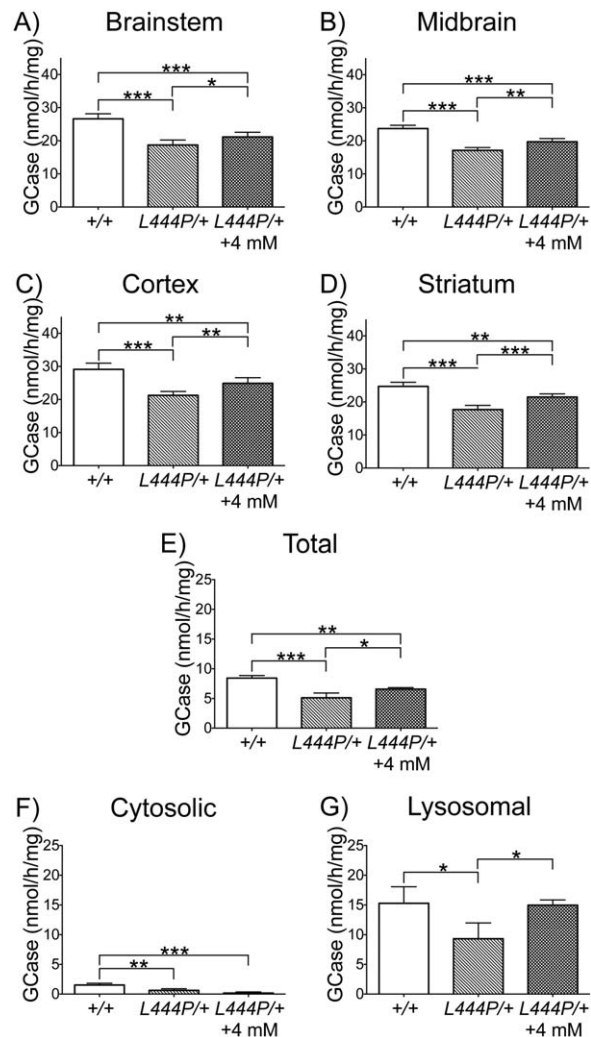 A) Brainstem
GCase (nmol/h/mg)
40
30
20
10
0
***
***
*
+/+
L444P/+
L444P/+
+4 mM
B) Midbrain
GCase (nmol/h/mg)
40
30
20
10
0
***
***
**
+/+
L444P/+
L444P/+
+4 mM
C) Cortex
GCase (nmol/h/mg)
40
30
20
10
0
**
***
**
+/+
L444P/+
L444P/+
+4 mM
D) Striatum
GCase (nmol/h/mg)
40
30
20
10
0
**
***
***
+/+
L444P/+
L444P/+
+4 mM
E) Total
GCase (nmol/h/mg)
25
20
15
10
5
0
**
***
*
+/+
L444P/+
L444P/+
+4 mM
F) Cytosolic
GCase (nmol/h/mg)
25
20
15
10
5
0
***
**
+/+
L444P/+
L444P/+
+4 mM
G) Lysosomal
GCase (nmol/h/mg)
25
20
15
10
5
0
*
*
+/+
L444P/+
L444P/+
+4 mM